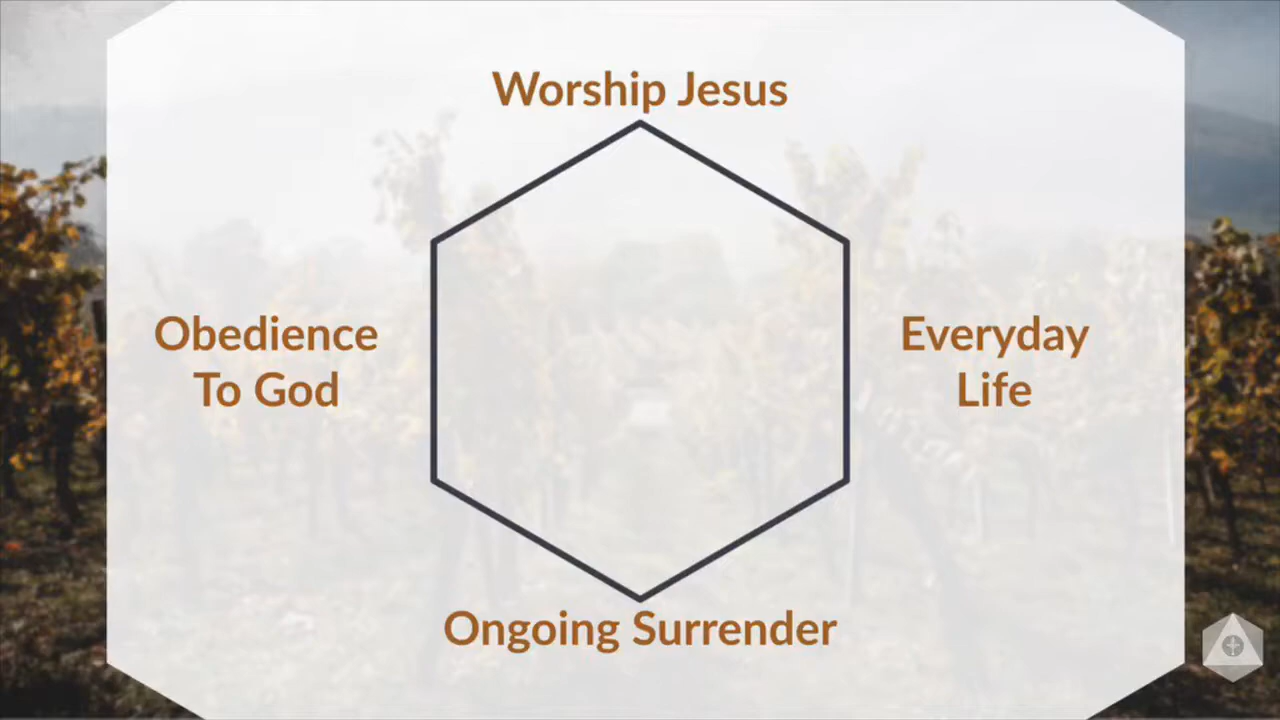 Worship Jesus
Obedience
To God
Everyday
Life
Ongoing Surrender